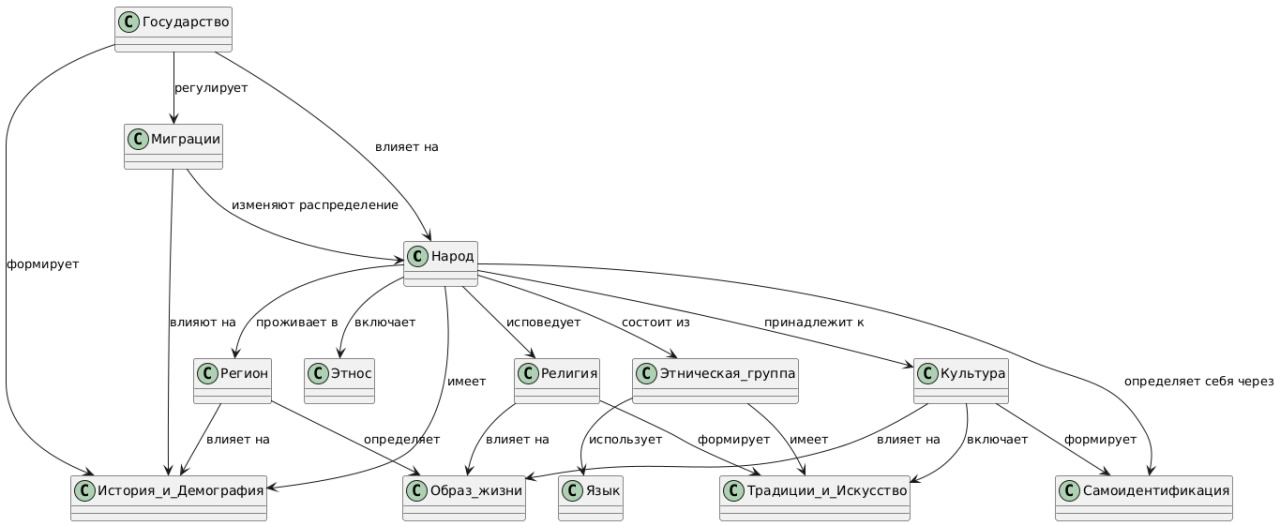 C Государство
регулирует
C Миграции
влияет на
изменяют распределение
C Народ
формирует
влияют на
проживает в
включает
исповедует
состоит из
принадлежит к
C Регион
C Этнос
C Религия
C Этническая_группа
C Культура
имеет
определяет себя через
влияет на
определяет
влияет на
использует
формирует
имеет
влияет на
включает
формирует
C История_и_Демография
C Образ_жизни
C Язык
C Традиции_и_Искусство
C Самоидентификация